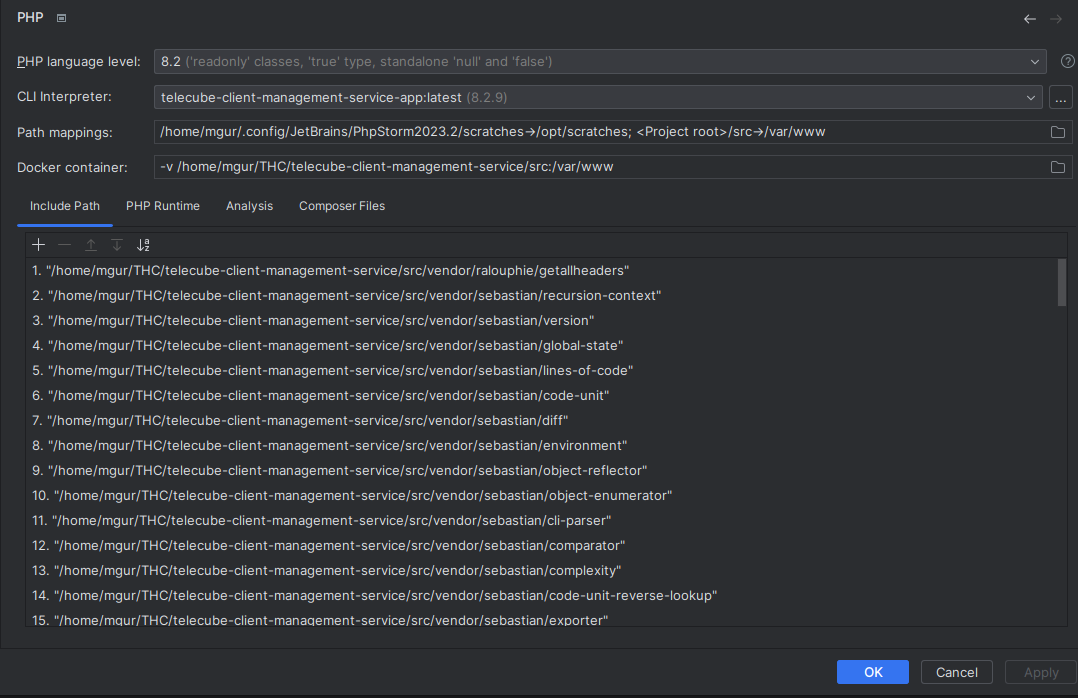 PHP
PHP language level: 8.2 ('readonly' classes, 'true' type, standalone 'null' and 'false')
CLI Interpreter: telecube-client-management-service-app:latest (8.2.9) ...
Path mappings: /home/mgur/.config/JetBrains/PhpStorm2023.2/scratches→/opt/scratches; <Project root>/src→/var/www
Docker container: -v /home/mgur/THC/telecube-client-management-service/src:/var/www
Include Path PHP Runtime Analysis Composer Files
1. "/home/mgur/THC/telecube-client-management-service/src/vendor/ralouphie/getallheaders"
2. "/home/mgur/THC/telecube-client-management-service/src/vendor/sebastian/recursion-context"
3. "/home/mgur/THC/telecube-client-management-service/src/vendor/sebastian/version"
4. "/home/mgur/THC/telecube-client-management-service/src/vendor/sebastian/global-state"
5. "/home/mgur/THC/telecube-client-management-service/src/vendor/sebastian/lines-of-code"
6. "/home/mgur/THC/telecube-client-management-service/src/vendor/sebastian/code-unit"
7. "/home/mgur/THC/telecube-client-management-service/src/vendor/sebastian/diff"
8. "/home/mgur/THC/telecube-client-management-service/src/vendor/sebastian/environment"
9. "/home/mgur/THC/telecube-client-management-service/src/vendor/sebastian/object-reflector"
10. "/home/mgur/THC/telecube-client-management-service/src/vendor/sebastian/object-enumerator"
11. "/home/mgur/THC/telecube-client-management-service/src/vendor/sebastian/cli-parser"
12. "/home/mgur/THC/telecube-client-management-service/src/vendor/sebastian/comparator"
13. "/home/mgur/THC/telecube-client-management-service/src/vendor/sebastian/complexity"
14. "/home/mgur/THC/telecube-client-management-service/src/vendor/sebastian/code-unit-reverse-lookup"
15. "/home/mgur/THC/telecube-client-management-service/src/vendor/sebastian/exporter"
OK Cancel Apply